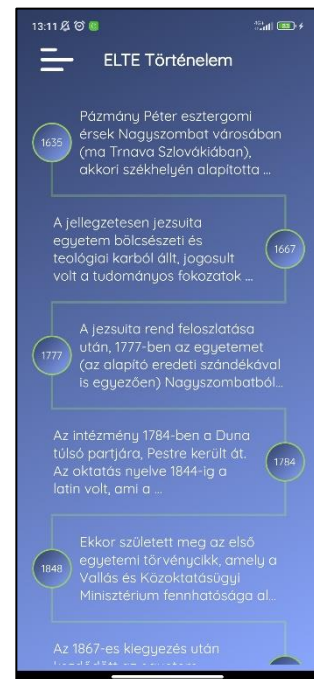 13:11
ELTE Történelem
1635
Pázmány Péter esztergomi
érsek Nagyszombat városában
(ma Trnava Szlovákiában),
akkori székhelyén alapította ...
A jellegzetesen jezsuita
egyetem bölcsészeti és
teológiai karból állt, jogosult
volt a tudományos fokozatok ...
1667
A jezsuita rend feloszlatása
után, 1777-ben az egyetemet
(az alapító eredeti szándékával
is egyezően) Nagyszombatból...
1777
Az intézmény 1784-ben a Duna
túlsó partjára, Pestre került át.
Az oktatás nyelve 1844-ig a
latin volt, ami a ...
1784
Ekkor született meg az első
egyetemi törvénycikk, amely a
Vallás és Közoktatásügyi
Minisztérium fennhatósága al...
1848
Az 1867-es kiegyezés után